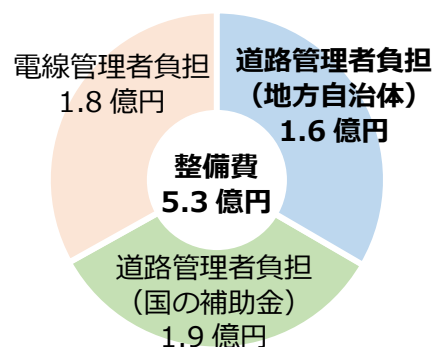 電線管理者負担
1.8 億円
道路管理者負担
（地方自治体）
1.6 億円
整備費
5.3 億円
道路管理者負担
（国の補助金）
1.9 億円